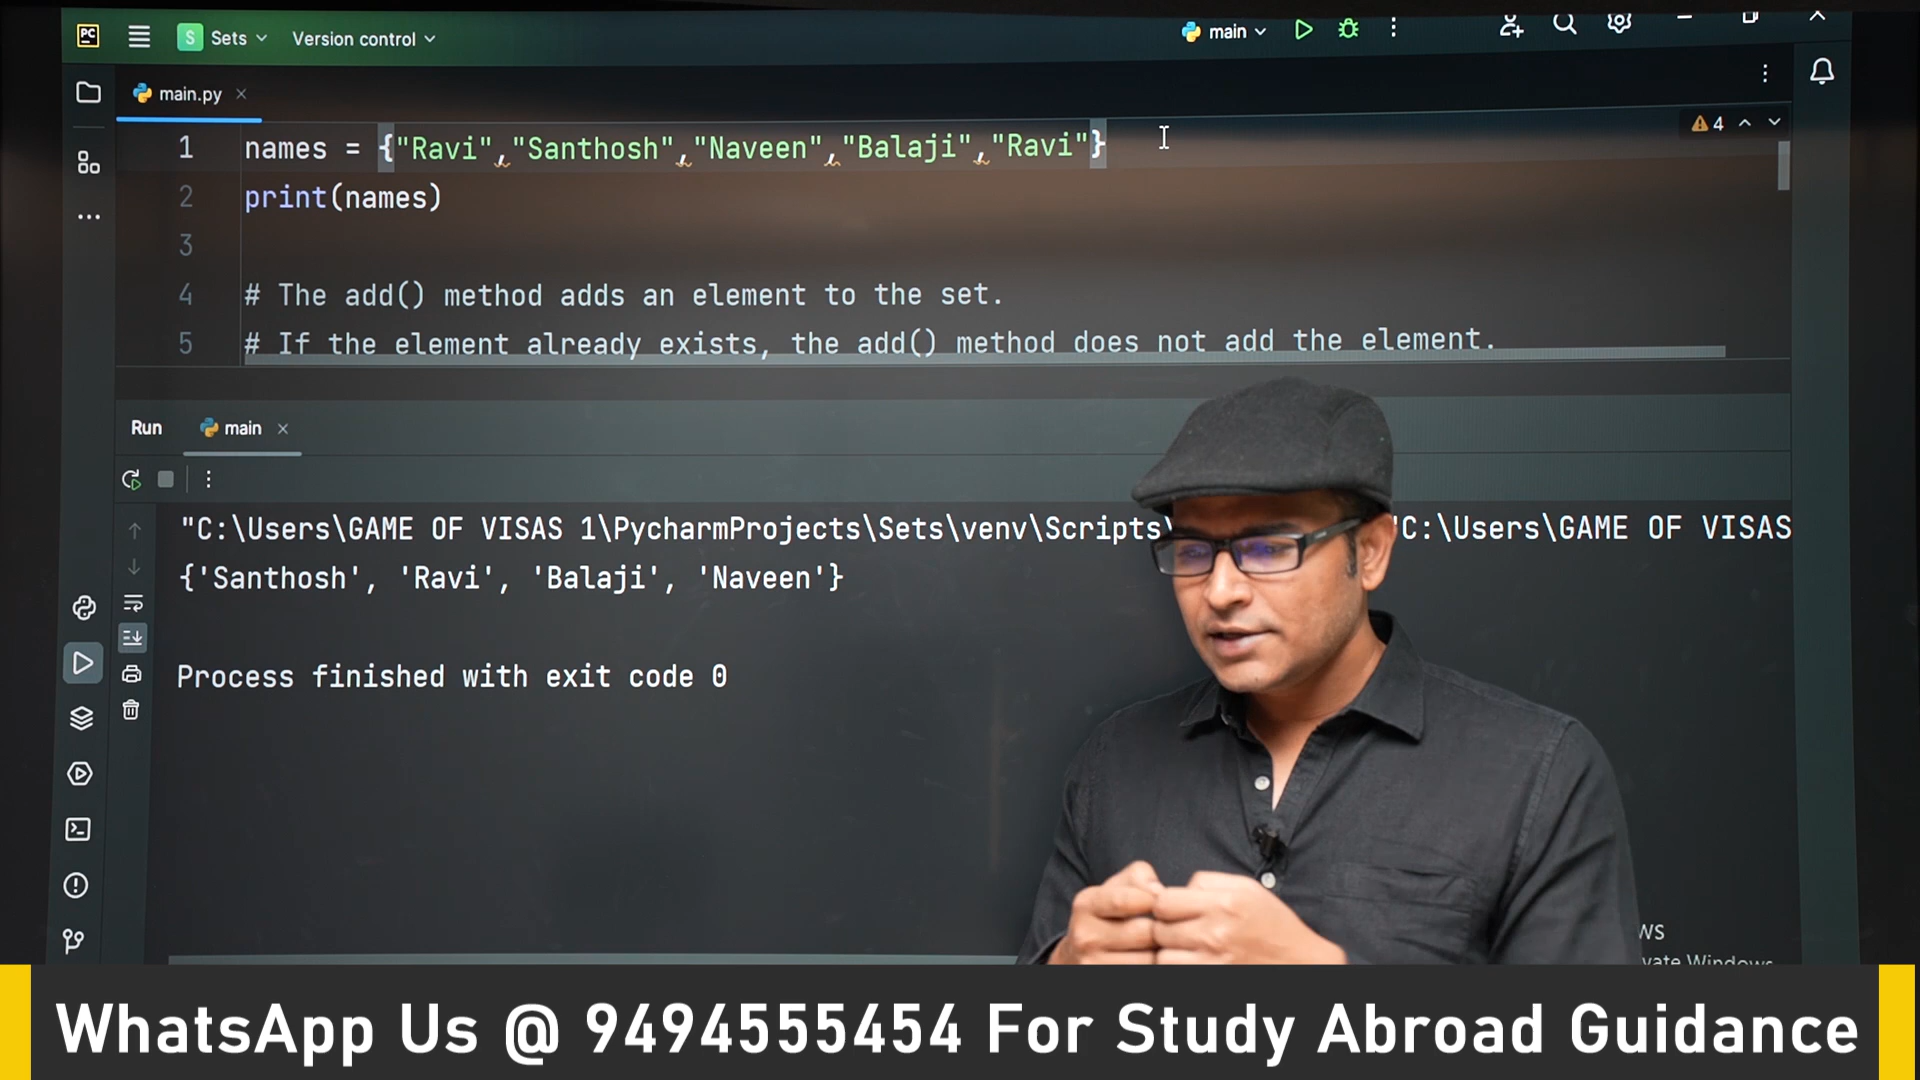 PC S Sets Version control main
main.py
4
1 names = {"Ravi","Santhosh","Naveen","Balaji","Ravi"}
2 print(names)
3
4 # The add() method adds an element to the set.
5 # If the element already exists, the add() method does not add the element.
Run main
"C:\Users\GAME OF VISAS 1\PycharmProjects\Sets\venv\Scripts\ "C:\Users\GAME OF VISAS
{'Santhosh', 'Ravi', 'Balaji', 'Naveen'}
Process finished with exit code 0
WhatsApp Us @ 9494555454 For Study Abroad Guidance